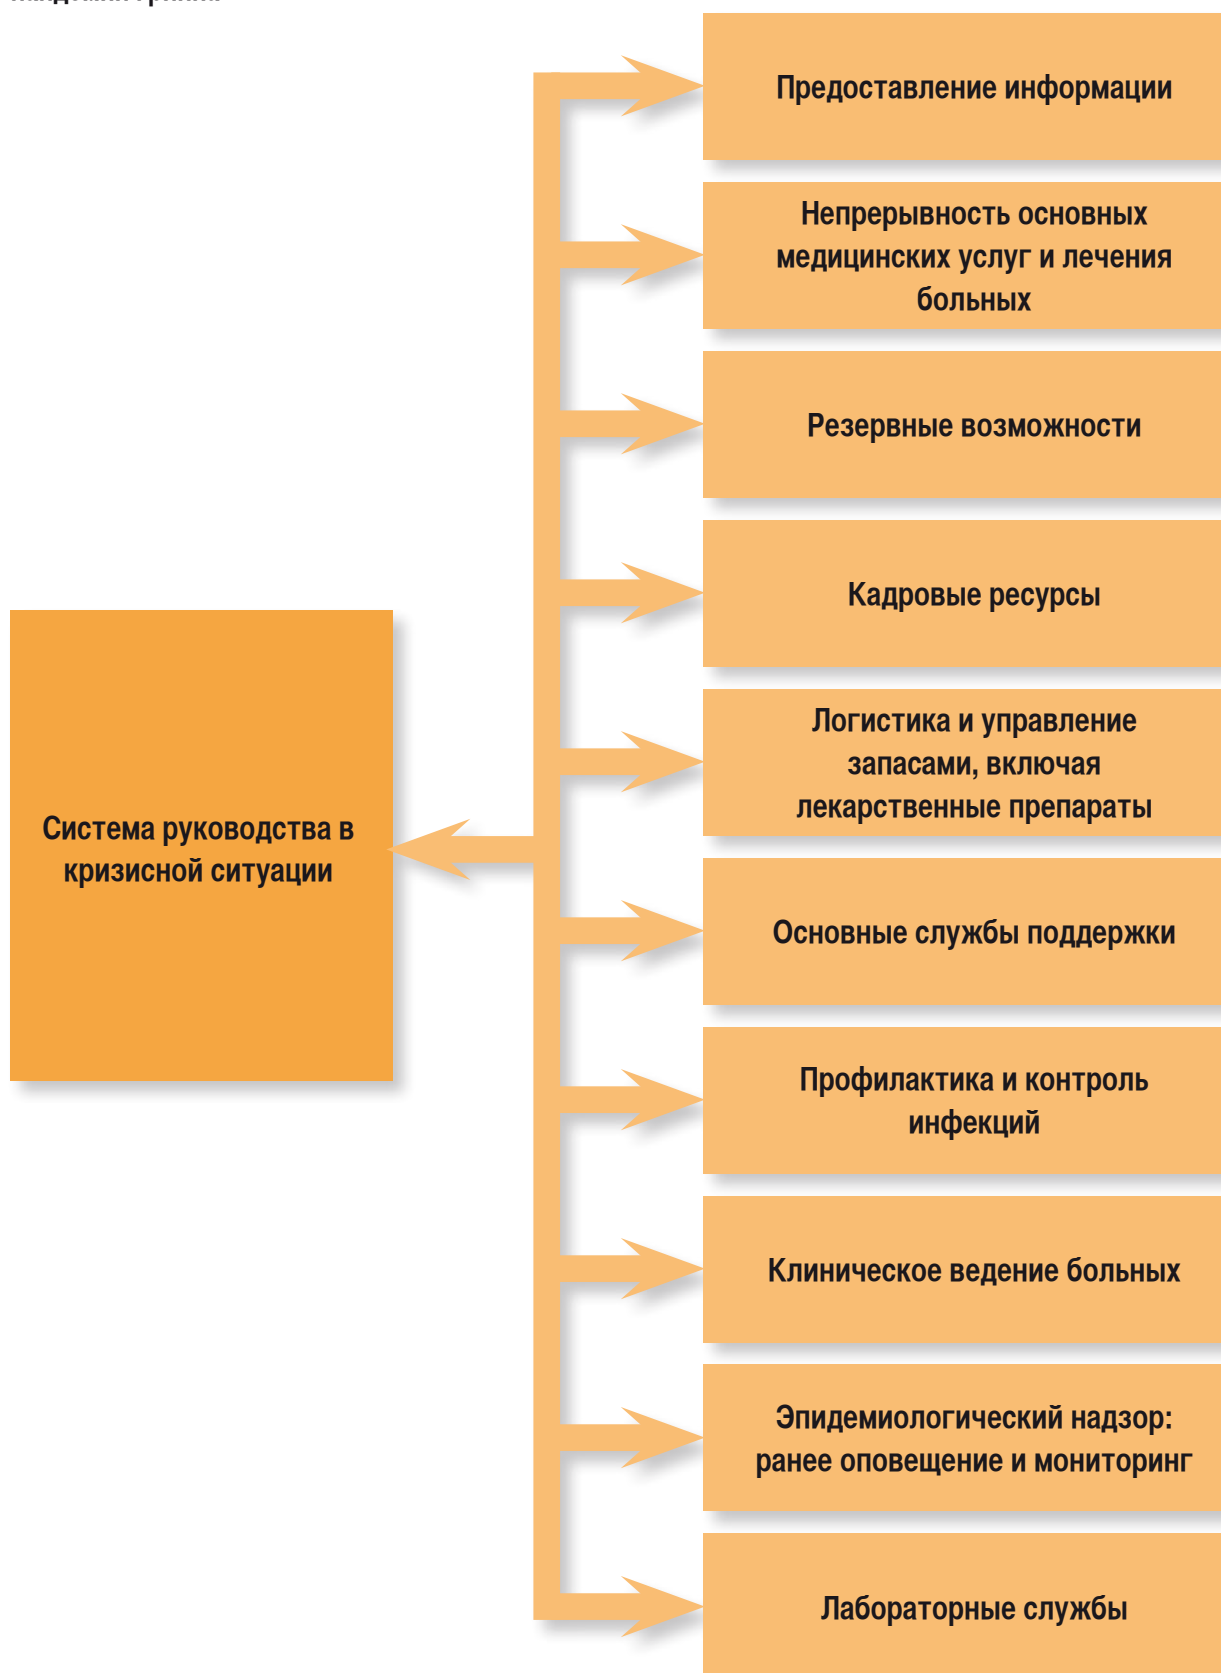 Предоставление информации
Непрерывность основных
медицинских услуг и лечения
больных
Резервные возможности
Кадровые ресурсы
Логистика и управление
запасами, включая
лекарственные препараты
Система руководства в
кризисной ситуации
Основные службы поддержки
Профилактика и контроль
инфекций
Клиническое ведение больных
Эпидемиологический надзор:
ранее оповещение и мониторинг
Лабораторные службы